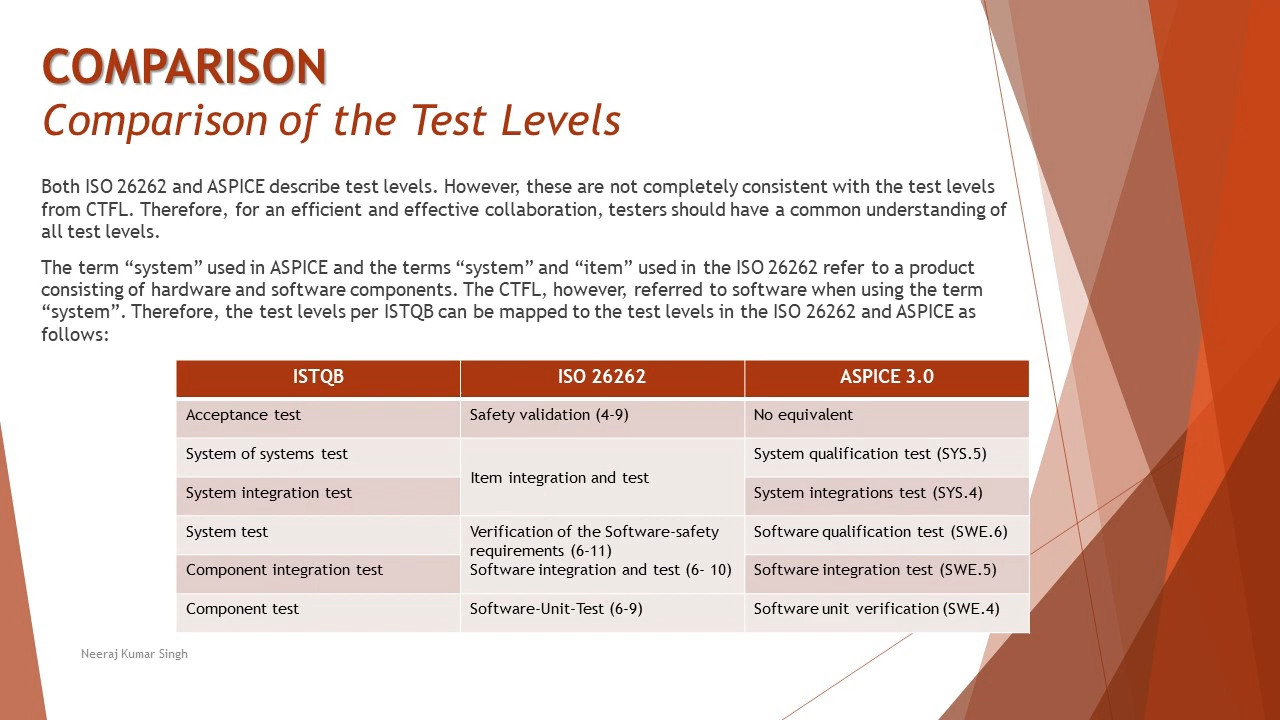 COMPARISON
Comparison of the Test Levels
Both ISO 26262 and ASPICE describe test levels. However, these are not completely consistent with the test levels
from CTFL. Therefore, for an efficient and effective collaboration, testers should have a common understanding of
all test levels.
The term “system” used in ASPICE and the terms “system” and “item” used in the ISO 26262 refer to a product
consisting of hardware and software components. The CTFL, however, referred to software when using the term
“system”. Therefore, the test levels per ISTQB can be mapped to the test levels in the ISO 26262 and ASPICE as
follows:
ISTQB ISO 26262 ASPICE 3.0
Acceptance test Safety validation (4-9) No equivalent
System of systems test System qualification test (SYS.5)
Item integration and test
System integration test System integrations test (SYS.4)
System test Verification of the Software-safety Software qualification test (SWE.6)
requirements (6-11)
Component integration test Software integration and test (6- 10) Software integration test (SWE.5)
Component test Software-Unit-Test (6-9) Software unit verification (SWE.4)
Neeraj Kumar Singh